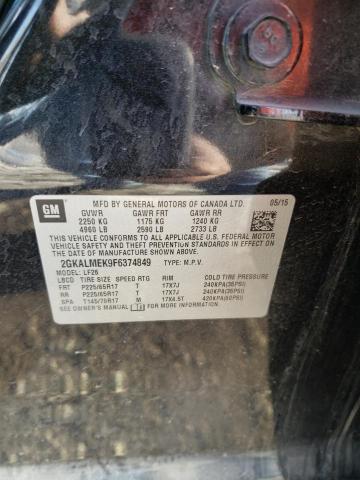 GM
MFD BY GENERAL MOTORS OF CANADA LTD. 05/15
GVWR GAWR FRT GAWR RR
2250 KG 1175 KG 1240 KG
4960 LB 2590 LB 2733 LB
THIS VEHICLE CONFORMS TO ALL APPLICABLE U.S. FEDERAL MOTOR
VEHICLE SAFETY, BUMPER, AND THEFT PREVENTION STANDARDS
IN EFFECT ON THE DATE OF MANUFACTURE SHOWN ABOVE.
2GKALMEK9F6374849 TYPE: M.P.V.
MODEL: LF26
LBCD TIRE SIZE SPEED RTG RIM COLD TIRE PRESSURE
FRT P225/65R17 T 17X7J 240KPA(35PSI)
RR P225/65R17 T 17X7J 240KPA(35PSI)
SPA T145/70R17 M 17X4.5T 420KPA(60PSI)
SEE OWNER'S MANUAL FOR MORE INFORMATION.